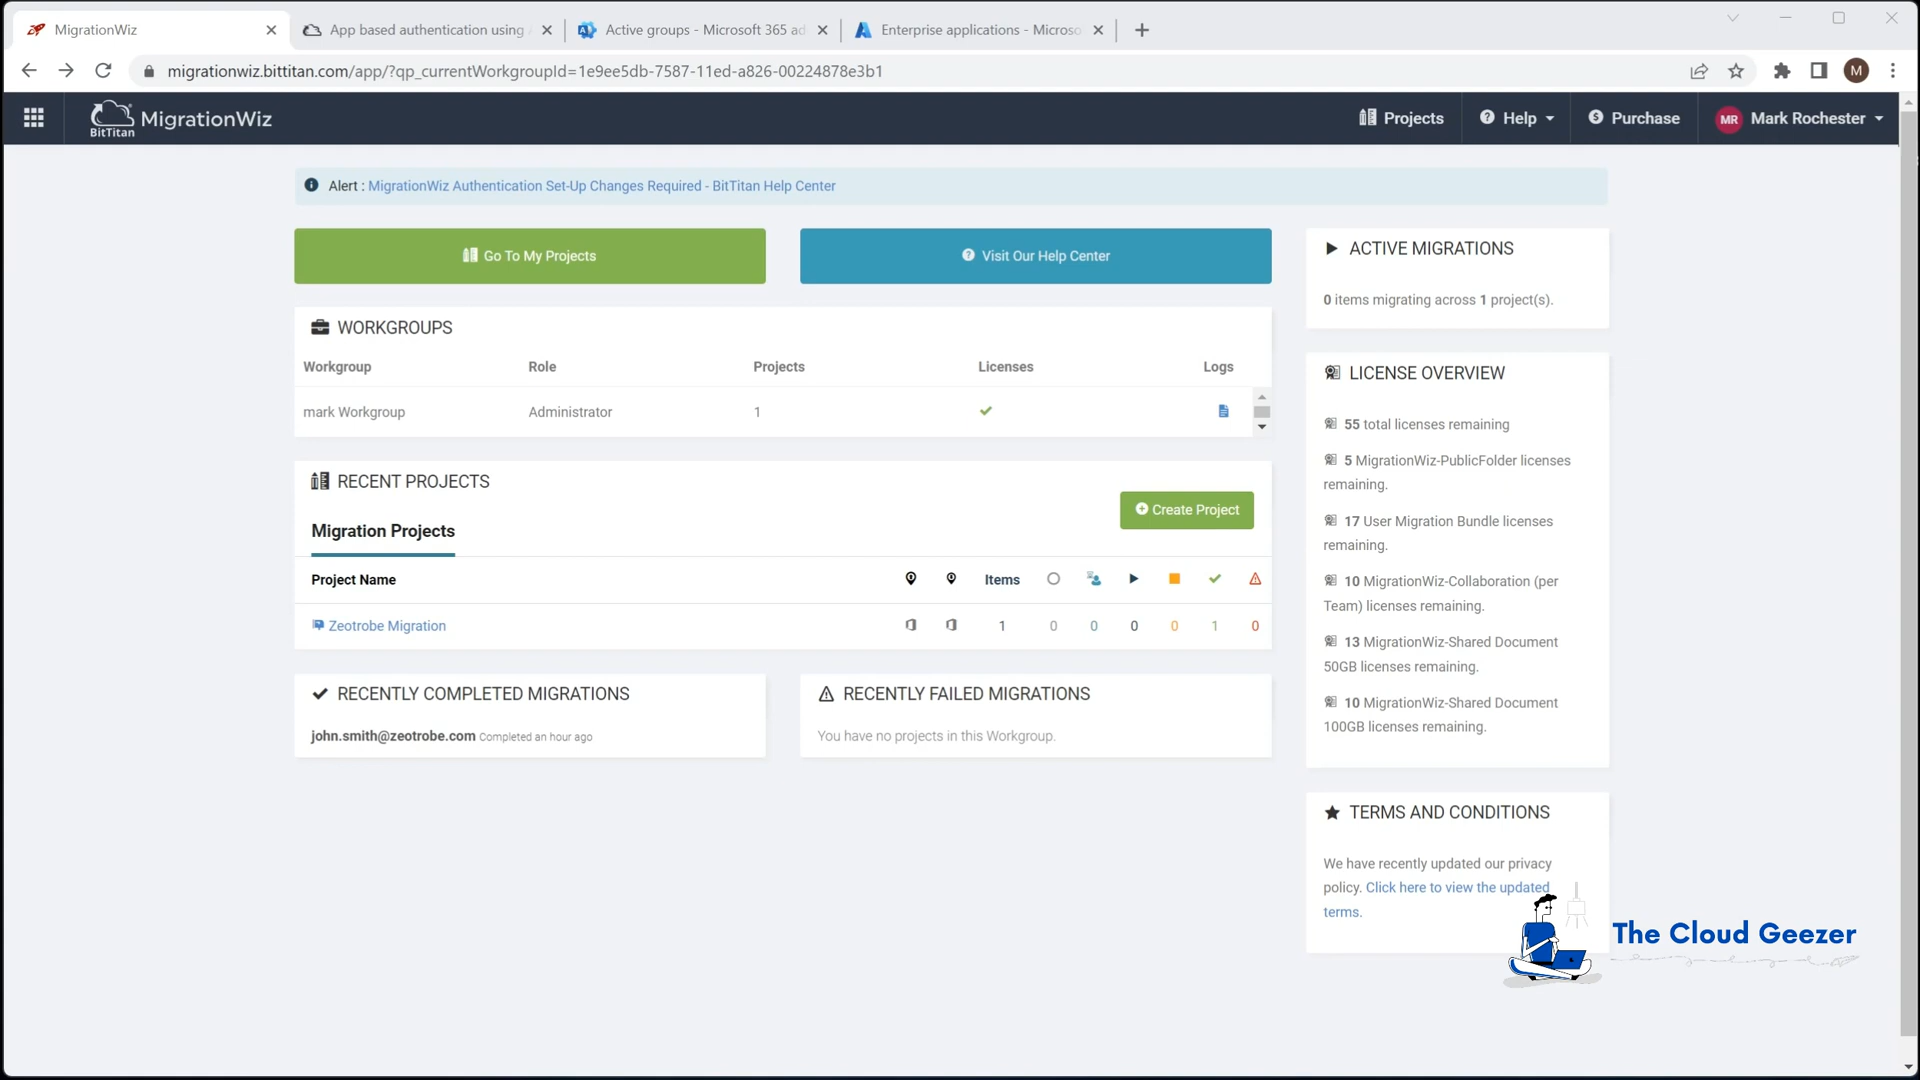 MigrationWiz
App based authentication using
Active groups - Microsoft 365 ad
Enterprise applications - Microso
migrationwiz.bittitan.com/app/?qp_currentWorkgroupId=1e9ee5db-7587-11ed-a826-00224878e3b1
M
BitTitan
MigrationWiz
Projects
Help
Purchase
MR
Mark Rochester
Alert : MigrationWiz Authentication Set-Up Changes Required - BitTitan Help Center
Go To My Projects
Visit Our Help Center
WORKGROUPS
Workgroup Role Projects Licenses Logs
mark Workgroup Administrator 1
RECENT PROJECTS
Create Project
Migration Projects
Project Name Items
Zeotrobe Migration 1 0 0 0 0 1 0
RECENTLY COMPLETED MIGRATIONS
john.smith@zeotrobe.com Completed an hour ago
RECENTLY FAILED MIGRATIONS
You have no projects in this Workgroup.
ACTIVE MIGRATIONS
0 items migrating across 1 project(s).
LICENSE OVERVIEW
55 total licenses remaining
5 MigrationWiz-PublicFolder licenses
remaining.
17 User Migration Bundle licenses
remaining.
10 MigrationWiz-Collaboration (per
Team) licenses remaining.
13 MigrationWiz-Shared Document
50GB licenses remaining.
10 MigrationWiz-Shared Document
100GB licenses remaining.
TERMS AND CONDITIONS
We have recently updated our privacy
policy. Click here to view the updated
terms.
The Cloud Geezer